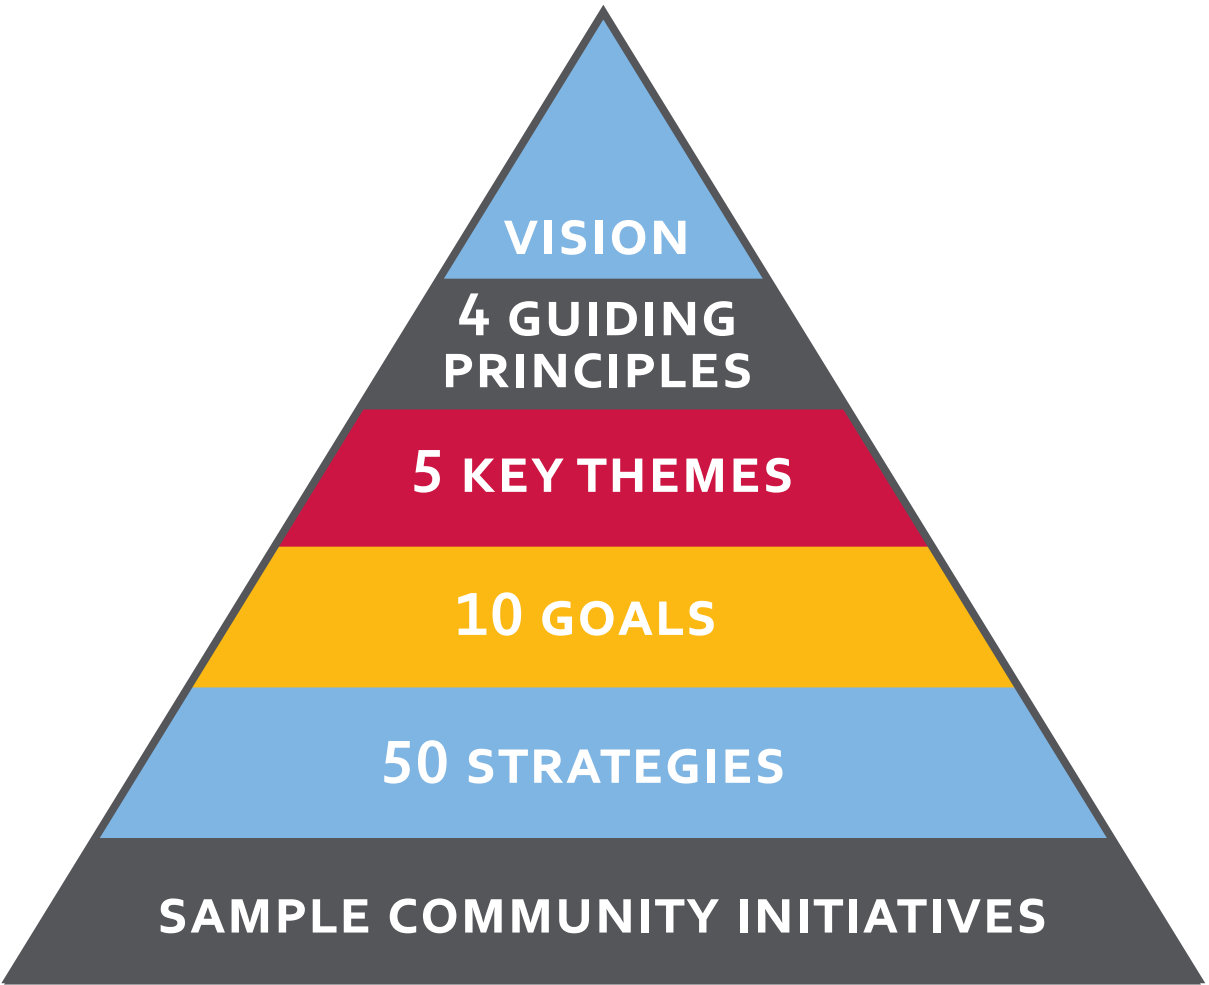 VISION
4 GUIDING
PRINCIPLES
5 KEY THEMES
10 GOALS
50 STRATEGIES
SAMPLE COMMUNITY INITIATIVES